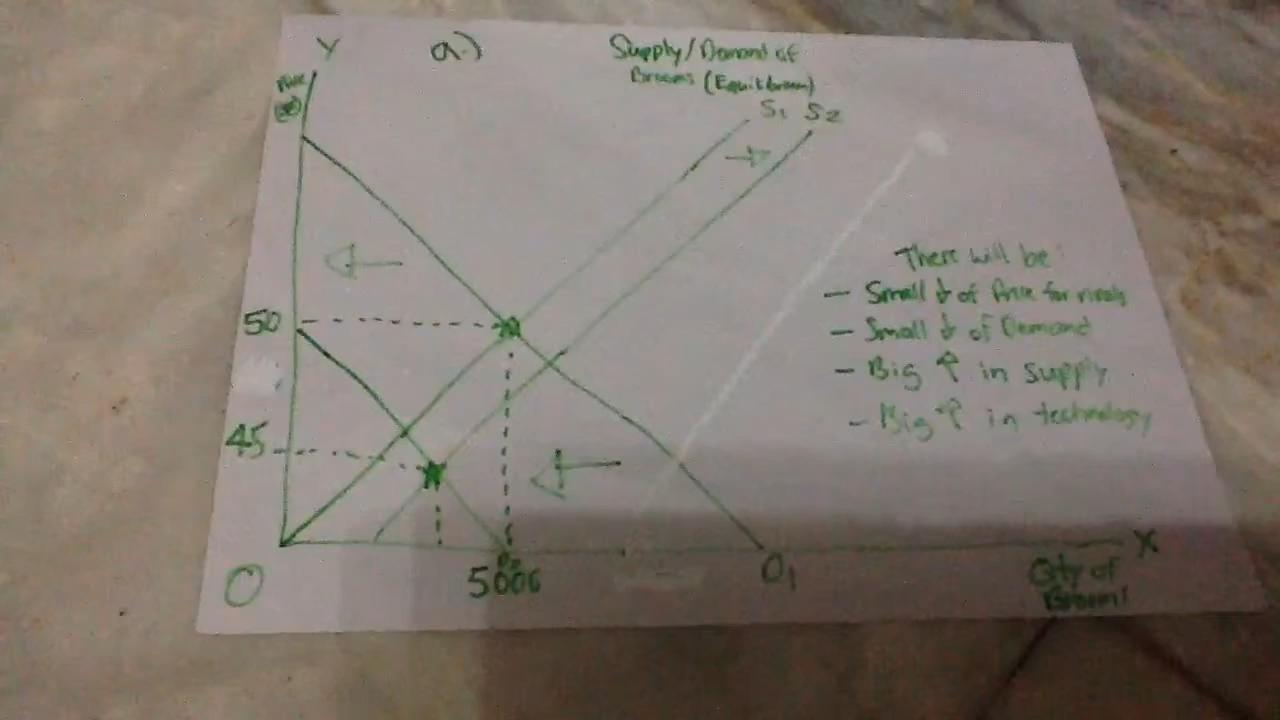 Y
a.)
Supply/Demand of
Brooms (Equilibrium)
Price
S1 S2
There will be:
- Small ↓ of Price for rivals
- Small ↓ of Demand
- Big ↑ in supply
- Big ↑ in technology
50
45
O
D2
5000
D1
X
Qty of
Brooms